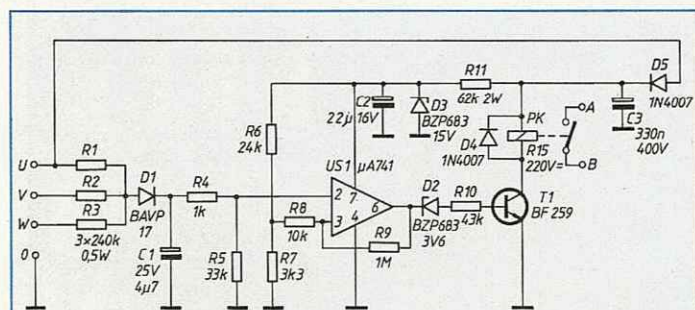 U
V
W
0
R1
R2
R3
3×240k
0,5W
D1
BAVP
17
C1
25V
4μ7
R4
1k
R5
33k
R6
24k
R7
3k3
R8
10k
US1 μA741
2
3
7
4
6
R9
1M
C2
22μ
16V
D3
BZP683
15V
R11
62k 2W
D2
BZP683
3V6
R10
43k
D4
1N4007
PK
R15
220V=
A
B
T1
BF 259
C3
330n
400V
D5
1N4007